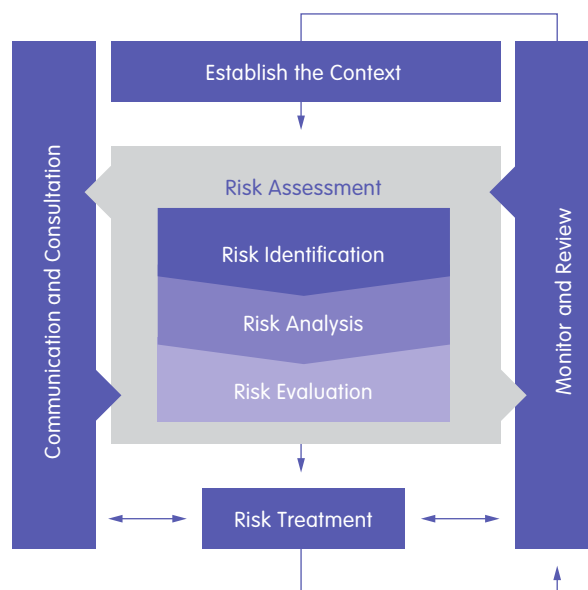 Establish the Context
Communication and Consultation
Risk Assessment
Risk Identification
Risk Analysis
Risk Evaluation
Monitor and Review
Risk Treatment